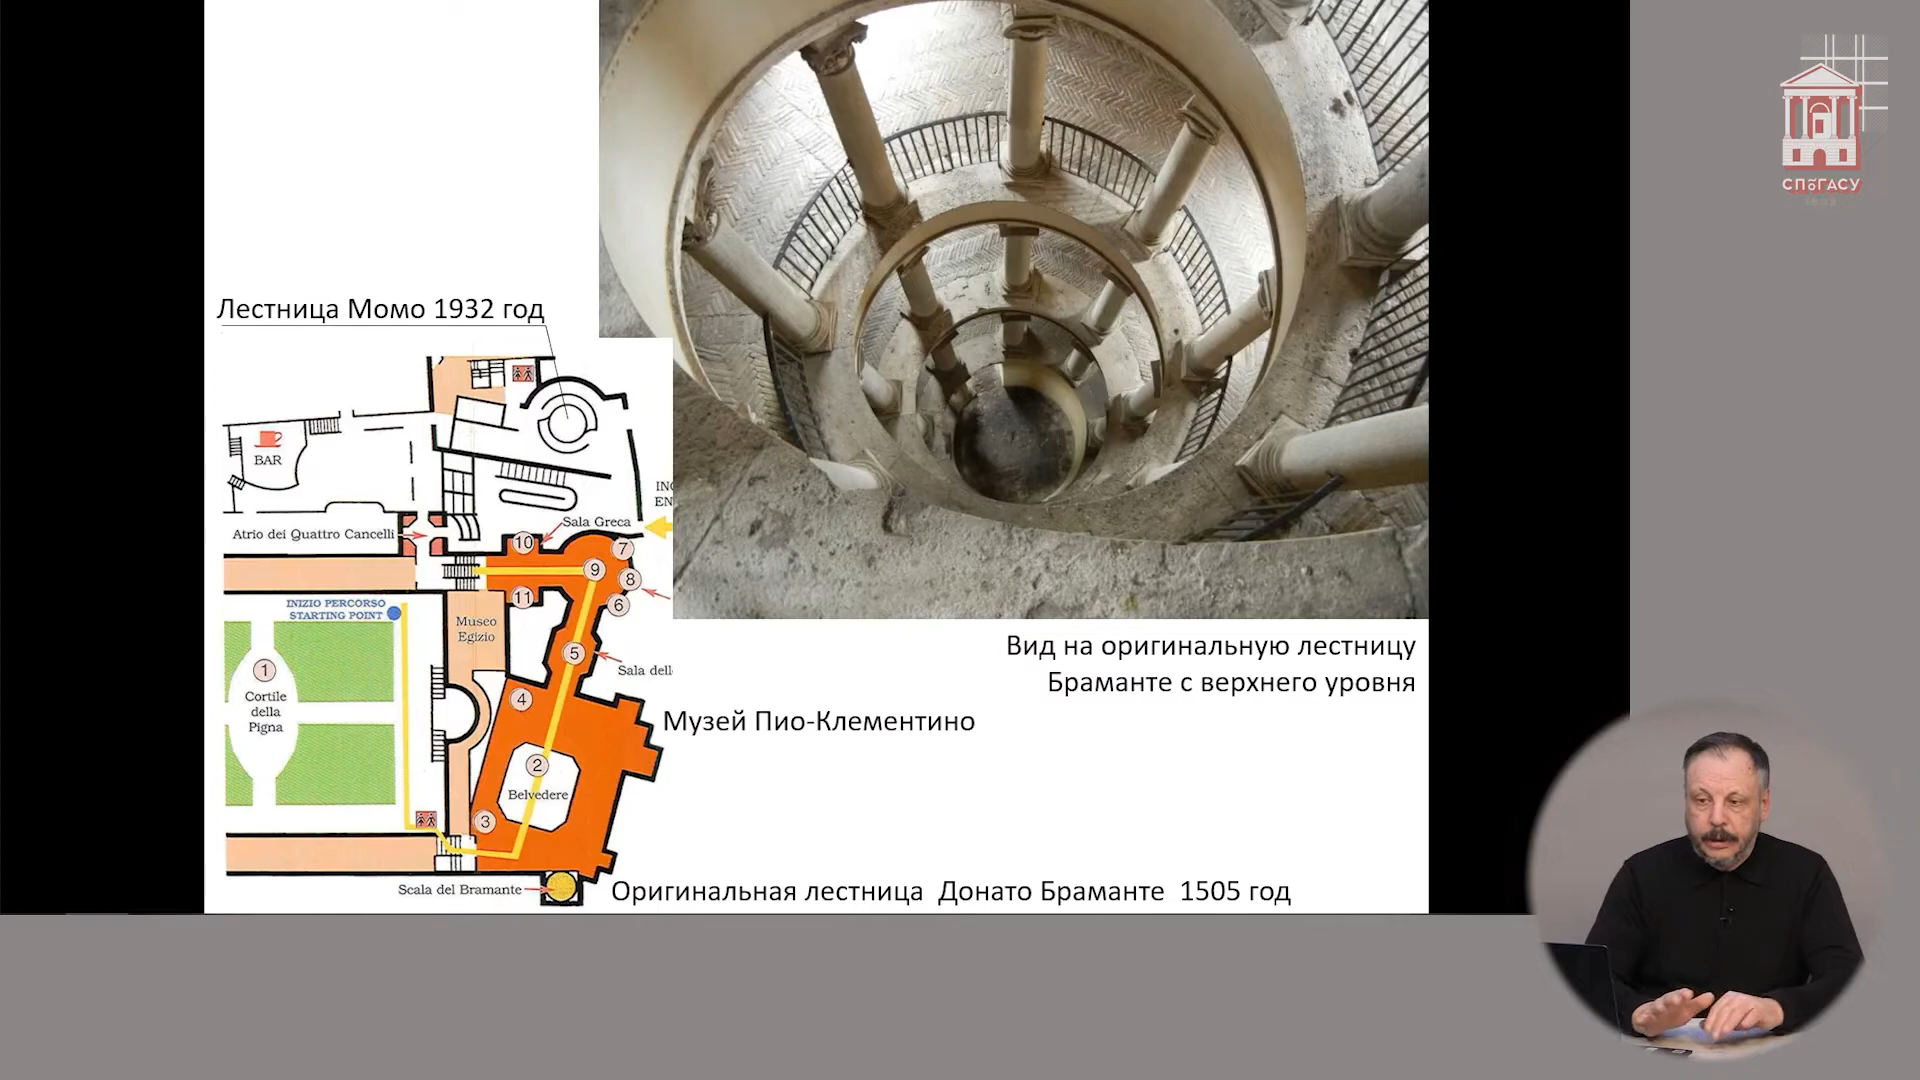 СПбГАСУ
Лестница Момо 1932 год
BAR
Atrio dei Quattro Cancelli
Sala Greca
10
7
9
8
11
6
INIZIO PERCORSO
STARTING POINT
Museo
Egizio
5
Sala dell
1
Cortile
della
Pigna
4
2
Belvedere
3
Scala del Bramante
Вид на оригинальную лестницу
Браманте с верхнего уровня
Музей Пио-Клементино
Оригинальная лестница Донато Браманте 1505 год